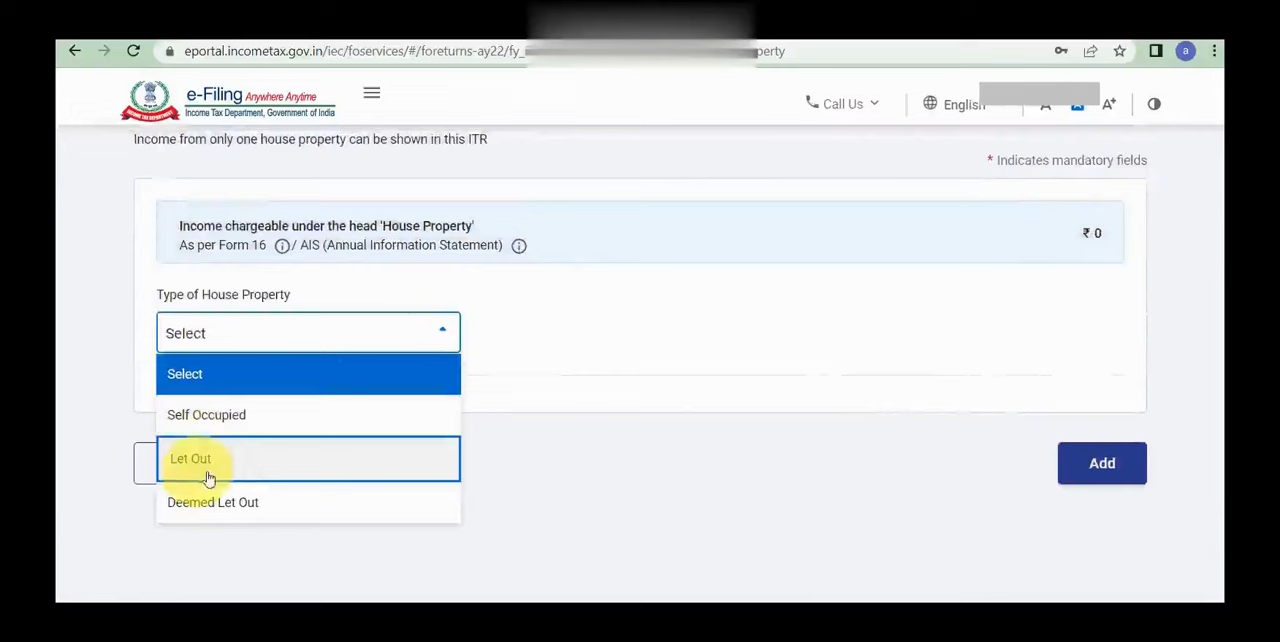 eportal.incometax.gov.in/iec/foservices/#/foreturns-ay22/fy_
perty
a
e-Filing Anywhere Anytime
Income Tax Department, Government of India
Call Us
English
A
A⁺
Income from only one house property can be shown in this ITR
* Indicates mandatory fields
Income chargeable under the head 'House Property'
As per Form 16 / AIS (Annual Information Statement)
₹ 0
Type of House Property
Select
Select
Self Occupied
Let Out
Deemed Let Out
Add